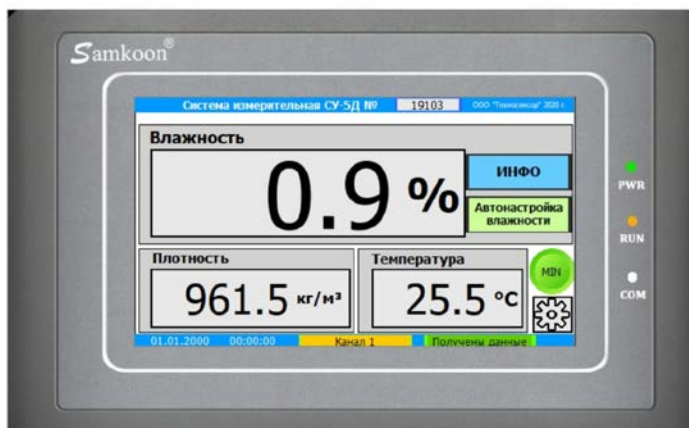 Samkoon®
Система измерительная СУ-5Д № 19103 ООО "Техносенсор" 2020 г.
Влажность
0.9 %
ИНФО
Автонастройка
влажности
PWR
RUN
COM
Плотность
961.5 кг/м³
Температура
25.5 °C
MIN
01.01.2000 00:00:00 Канал 1 Получены данные